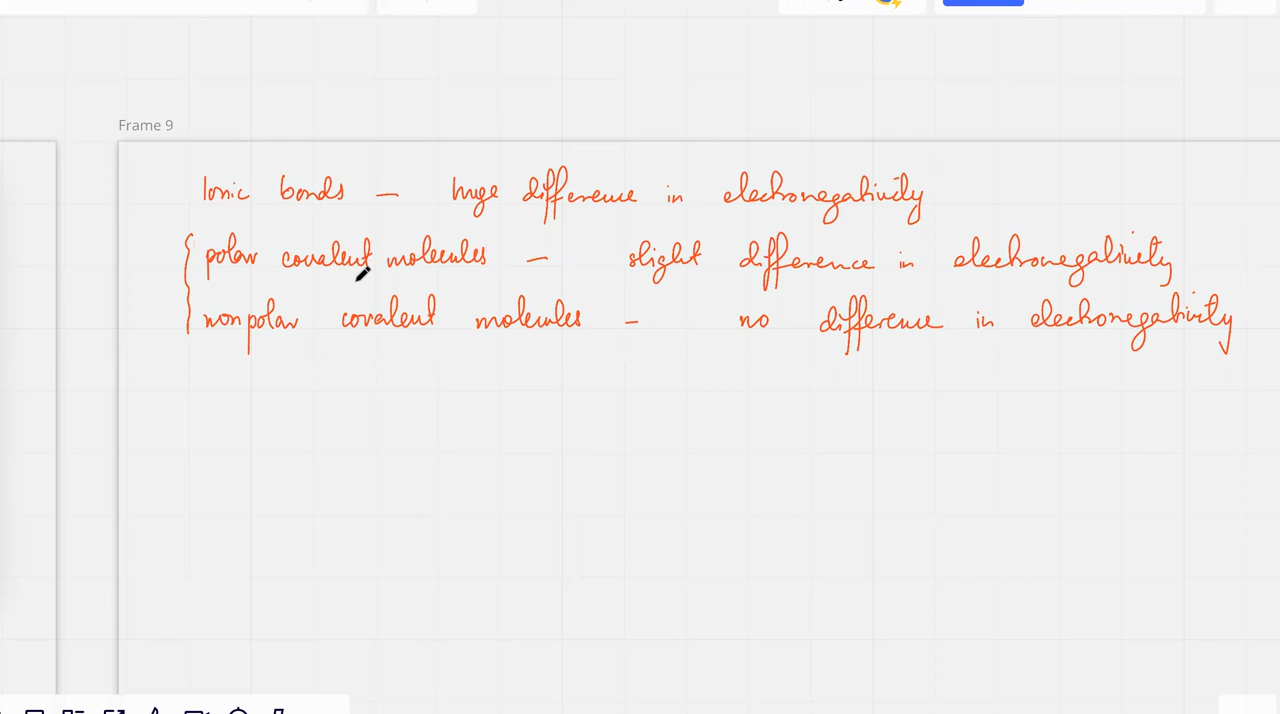 Frame 9
Ionic bonds – huge difference in electronegativity
polar covalent molecules – slight difference in electronegativity
nonpolar covalent molecules – no difference in electronegativity